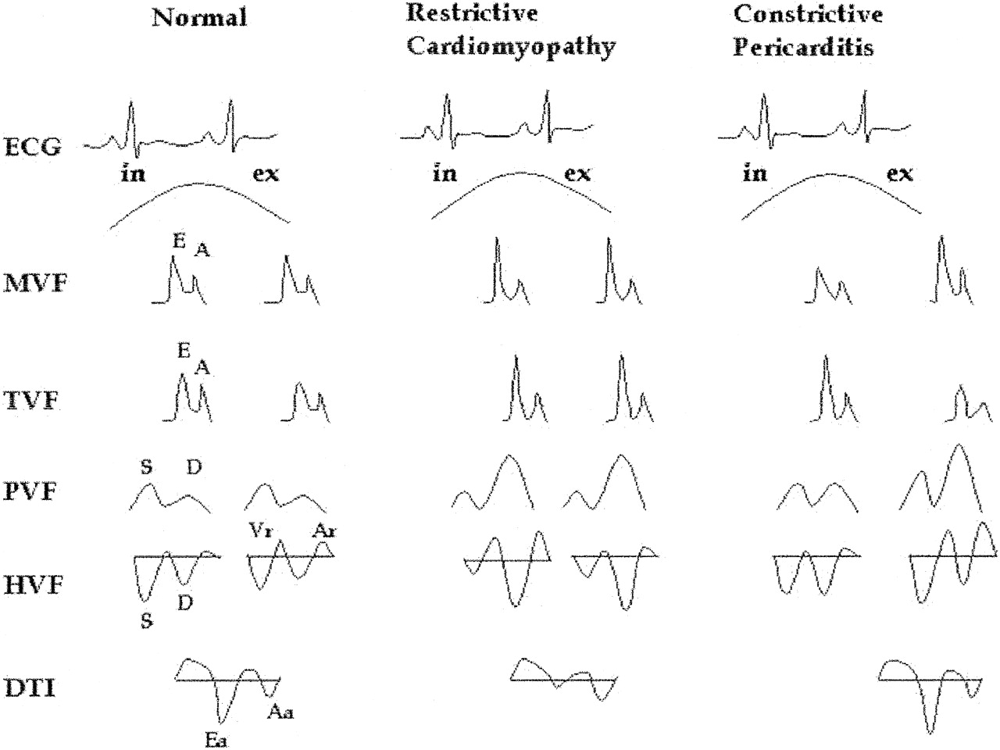 Normal
Restrictive
Cardiomyopathy
Constrictive
Pericarditis
ECG
in ex in ex in ex
E A
MVF
E
A
TVF
S D
PVF
Vr Ar
HVF
D
S
DTI
Aa
Ea